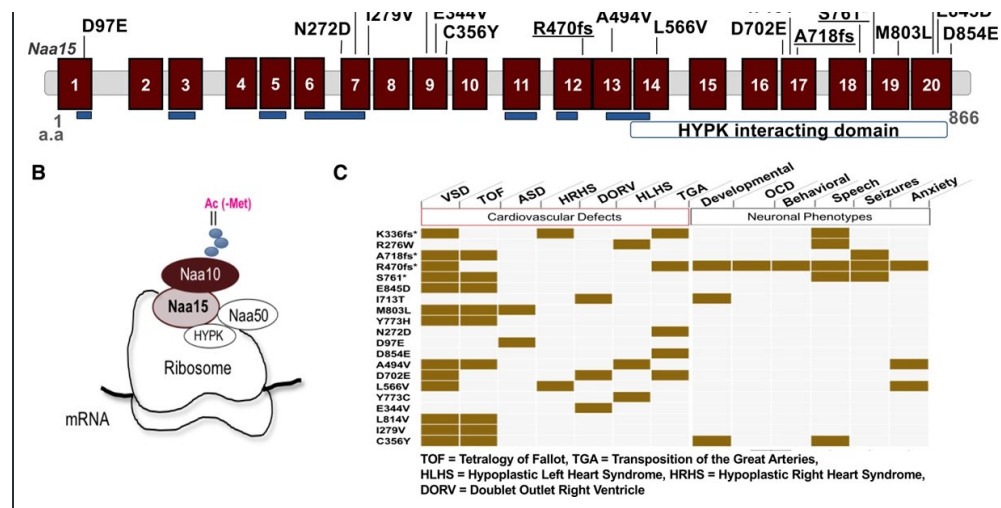 D97E
N272D
I279V
E344V
C356Y
R470fs
A494V
L566V
D702E
S761*
A718fs
M803L
E845D
D854E
Naa15
1 2 3 4 5 6 7 8 9 10 11 12 13 14 15 16 17 18 19 20
1
a.a
866
HYPK interacting domain
B
Ac (-Met)
Naa10
Naa15
Naa50
HYPK
Ribosome
mRNA
C
VSD TOF ASD HRHS DORV HLHS TGA Developmental OCD Behavioral Speech Seizures Anxiety
Cardiovascular Defects Neuronal Phenotypes
K336fs*
R276W
A718fs*
R470fs*
S761*
E845D
I713T
M803L
Y773H
N272D
D97E
D854E
A494V
D702E
L566V
Y773C
E344V
L814V
I279V
C356Y
TOF = Tetralogy of Fallot, TGA = Transposition of the Great Arteries,
HLHS = Hypoplastic Left Heart Syndrome, HRHS = Hypoplastic Right Heart Syndrome,
DORV = Doublet Outlet Right Ventricle